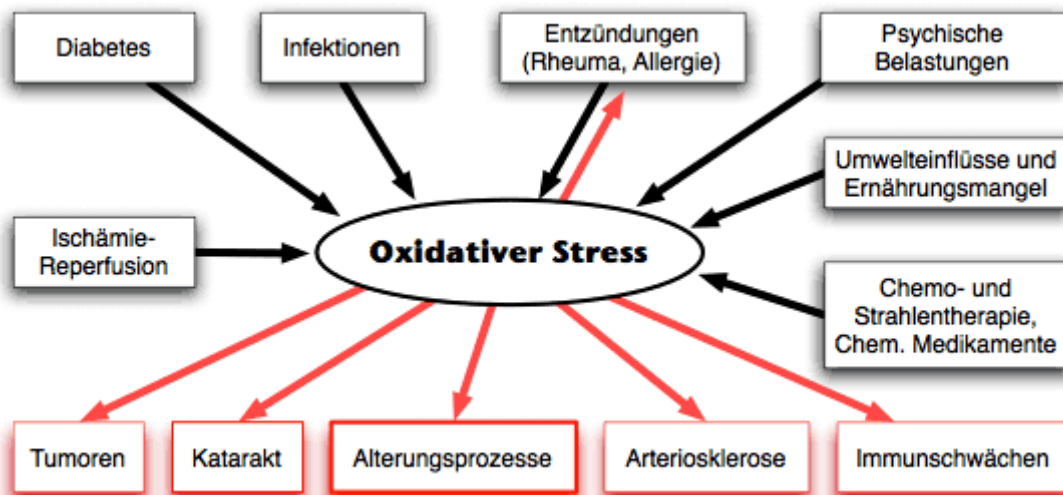 Diabetes
Infektionen
Entzündungen
(Rheuma, Allergie)
Psychische
Belastungen
Umwelteinflüsse und
Ernährungsmangel
Ischämie-
Reperfusion
Oxidativer Stress
Chemo- und
Strahlentherapie,
Chem. Medikamente
Tumoren
Katarakt
Alterungsprozesse
Arteriosklerose
Immunschwächen